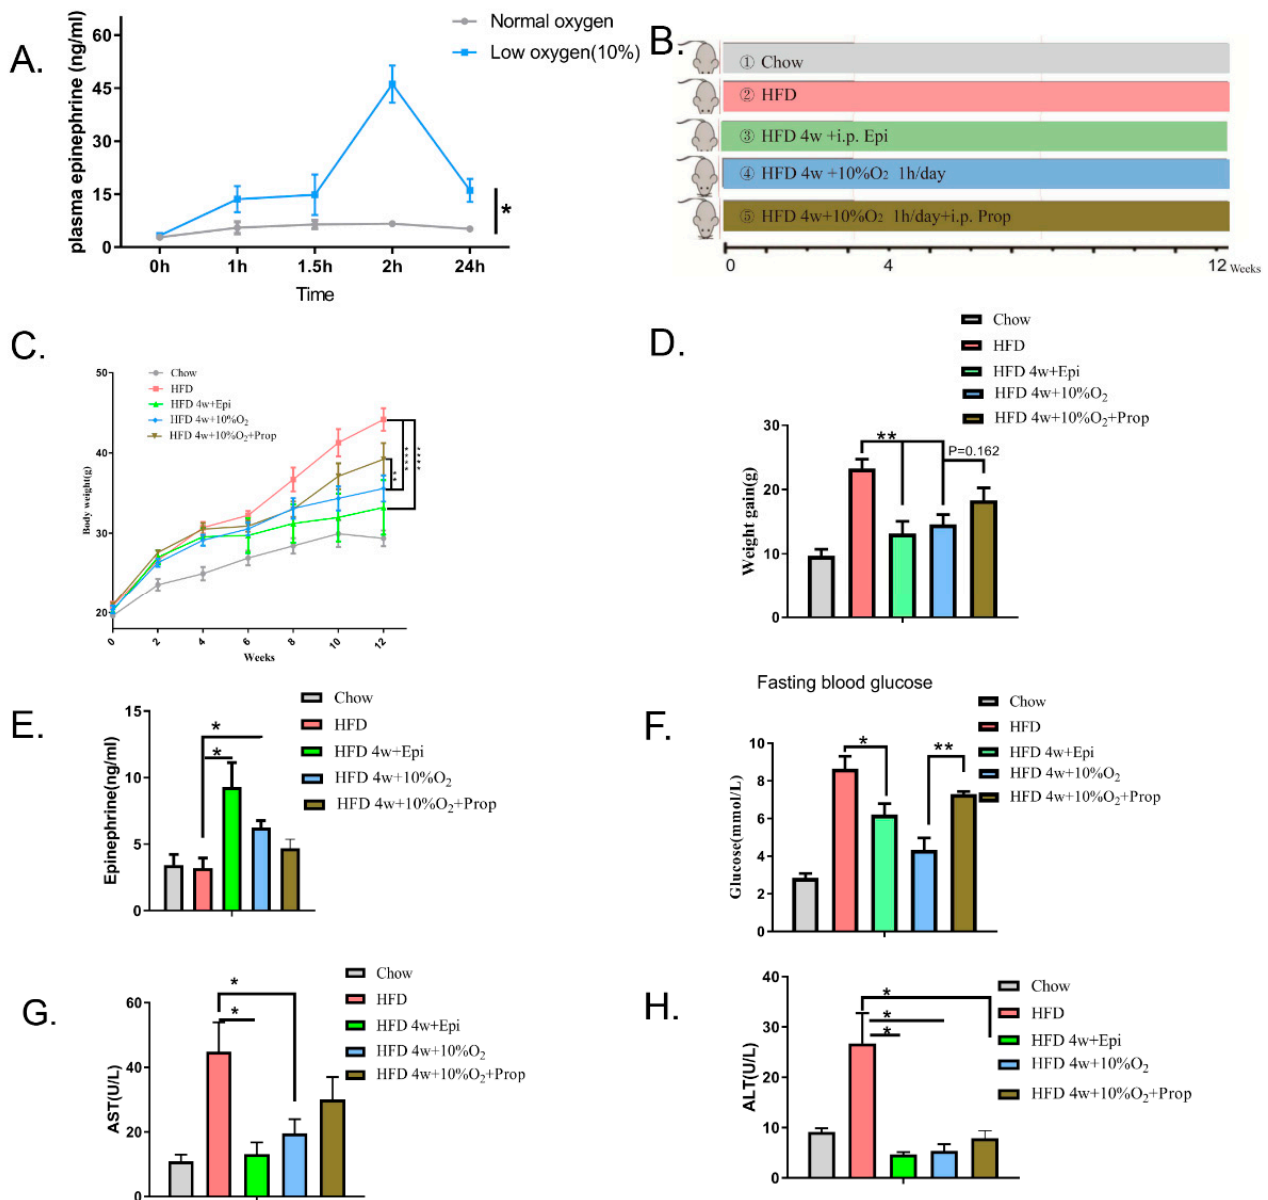 A.
plasma epinephrine (ng/ml)
60
45
30
15
0
0h 1h 1.5h 2h 24h
Time
Normal oxygen
Low oxygen(10%)
*
B.
① Chow
② HFD
③ HFD 4w +i.p. Epi
④ HFD 4w +10%O₂ 1h/day
⑤ HFD 4w+10%O₂ 1h/day+i.p. Prop
0 4 12 Weeks
C.
Body weight(g)
50
40
30
20
0 2 4 6 8 10 12
Weeks
Chow
HFD
HFD 4w+Epi
HFD 4w+10%O₂
HFD 4w+10%O₂+Prop
**
****
****
D.
Chow
HFD
HFD 4w+Epi
HFD 4w+10%O₂
HFD 4w+10%O₂+Prop
Weight gain(g)
30
20
10
0
**
P=0.162
E.
Epinephrine(ng/ml)
15
10
5
0
*
*
Chow
HFD
HFD 4w+Epi
HFD 4w+10%O₂
HFD 4w+10%O₂+Prop
F.
Fasting blood glucose
Glucose(mmol/L)
10
8
6
4
2
0
*
**
Chow
HFD
HFD 4w+Epi
HFD 4w+10%O₂
HFD 4w+10%O₂+Prop
G.
AST(U/L)
60
40
20
0
*
*
Chow
HFD
HFD 4w+Epi
HFD 4w+10%O₂
HFD 4w+10%O₂+Prop
H.
ALT(U/L)
40
30
20
10
0
*
*
*
Chow
HFD
HFD 4w+Epi
HFD 4w+10%O₂
HFD 4w+10%O₂+Prop